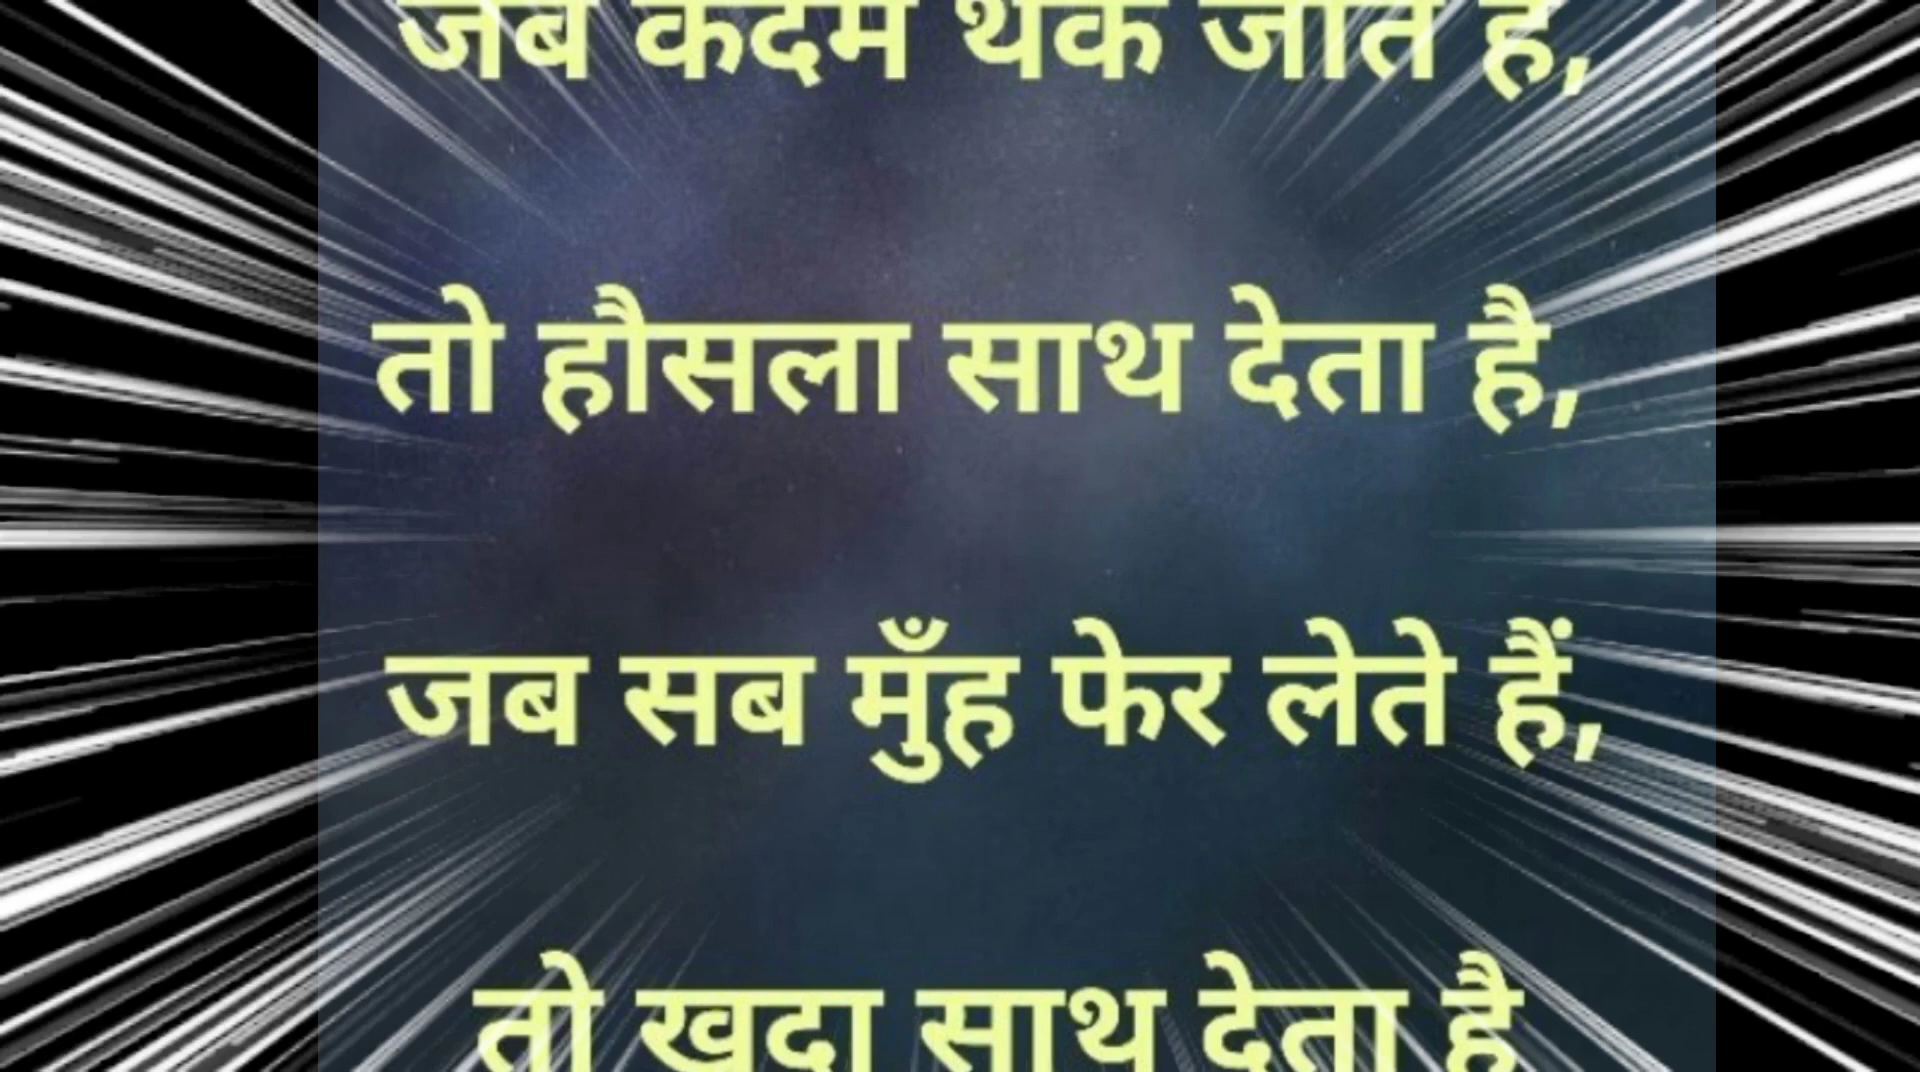 जब कदम थक जाते है,
तो हौसला साथ देता है,
जब सब मुँह फेर लेते हैं,
तो खुदा साथ देता है